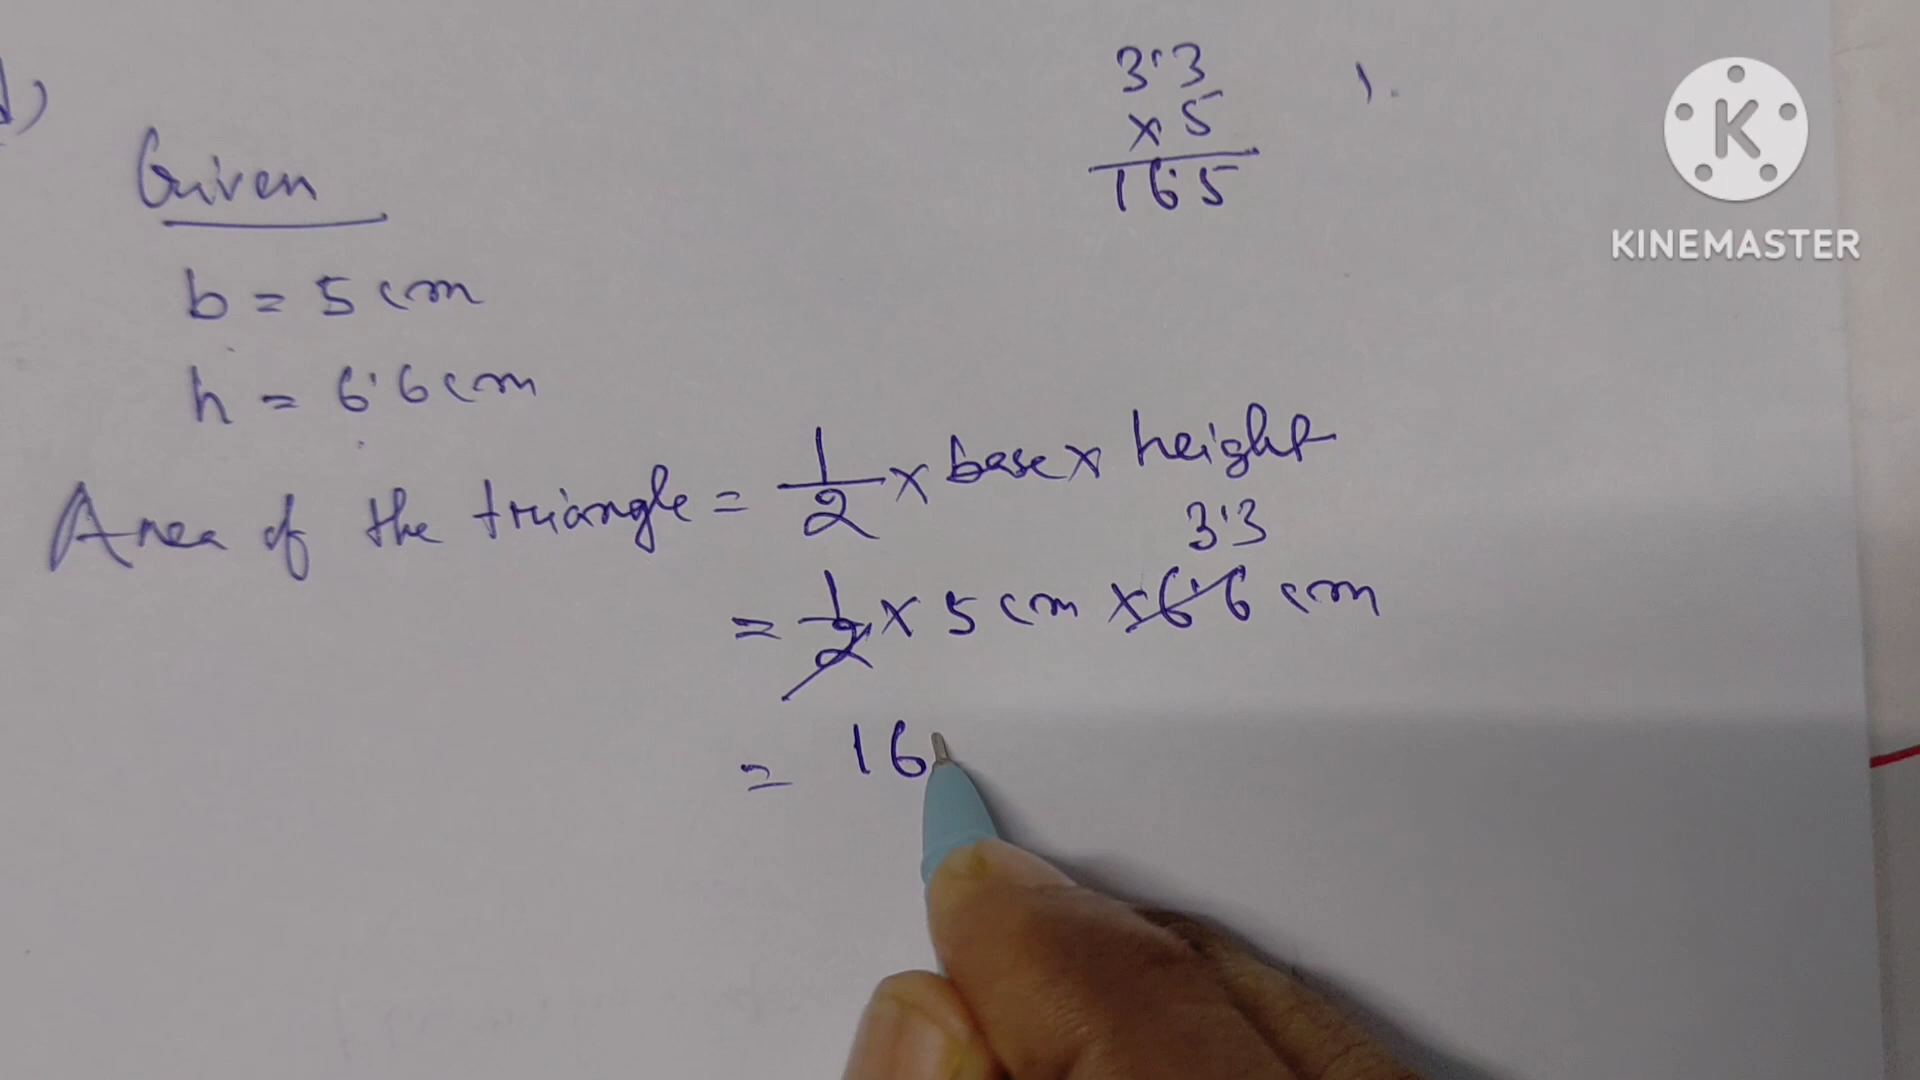 d)
Given
b = 5 cm
h = 6.6 cm
3.3
x 5
16.5
Area of the triangle = 1/2 x base x height
3.3
= 1/2 x 5 cm x 6.6 cm
= 16
KINEMASTER